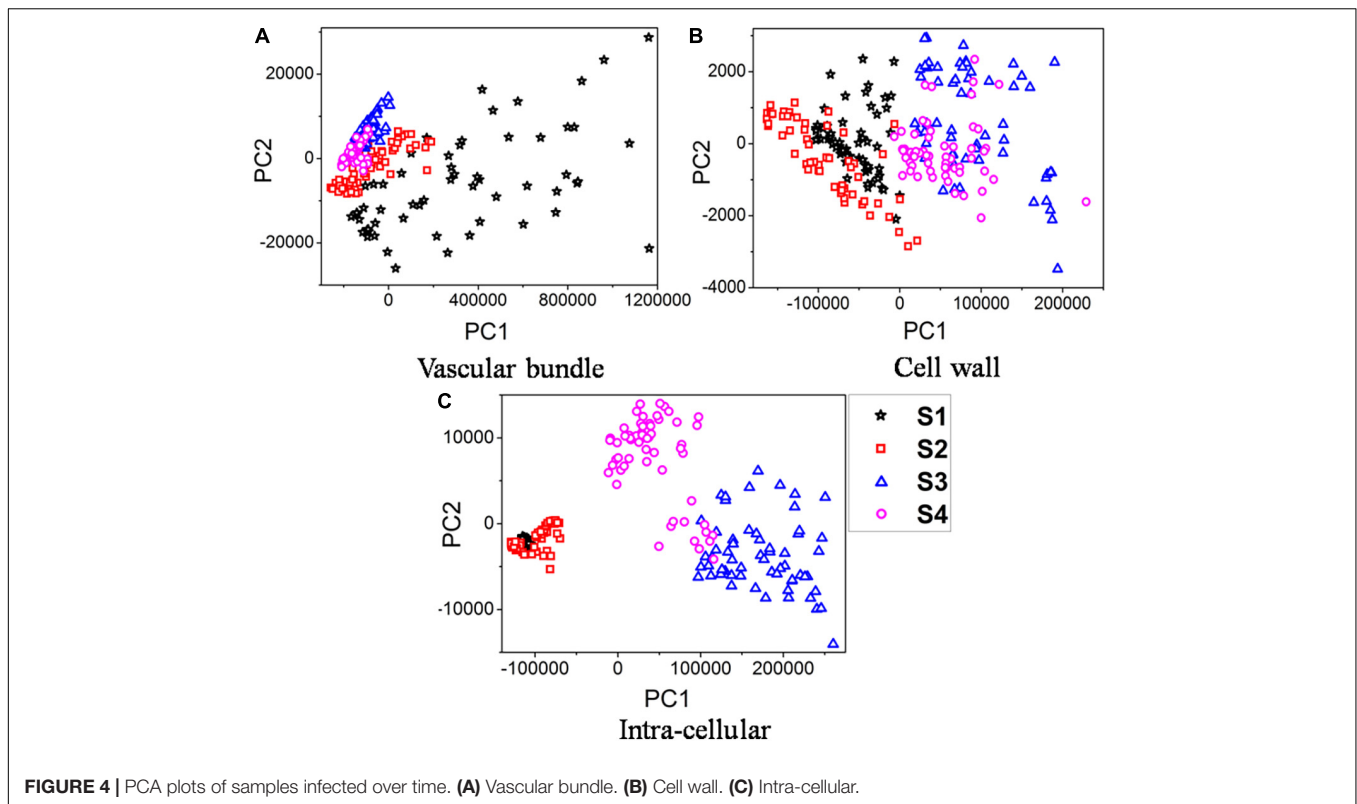 A
20000
0
-20000
PC2
0
400000
800000
1200000
PC1
Vascular bundle
B
2000
0
-2000
-4000
PC2
-100000
0
100000
200000
PC1
Cell wall
C
10000
0
-10000
PC2
-100000
0
100000
200000
PC1
Intra-cellular
S1
S2
S3
S4
FIGURE 4 | PCA plots of samples infected over time. (A) Vascular bundle. (B) Cell wall. (C) Intra-cellular.